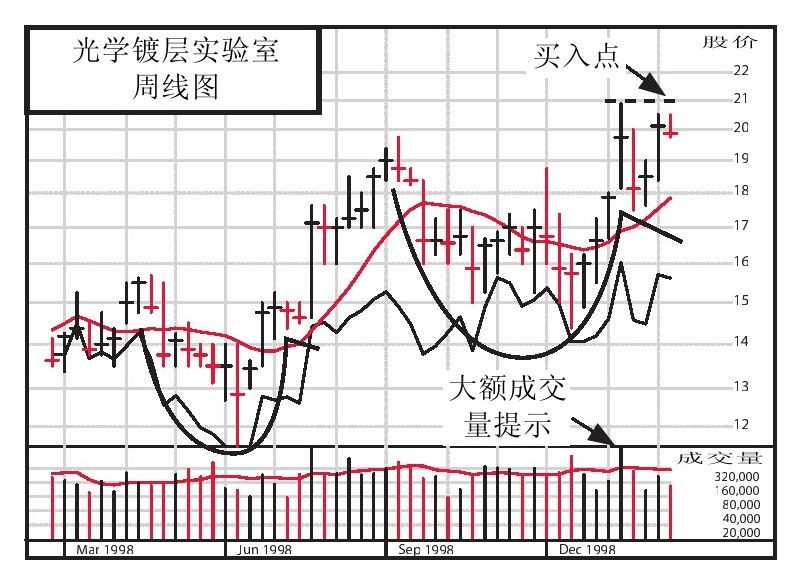 光学镀层实验室
周线图
买入点
股价
22
21
20
19
18
17
16
15
14
13
12
大额成交
量提示
成交量
320,000
160,000
80,000
40,000
20,000
Mar 1998
Jun 1998
Sep 1998
Dec 1998